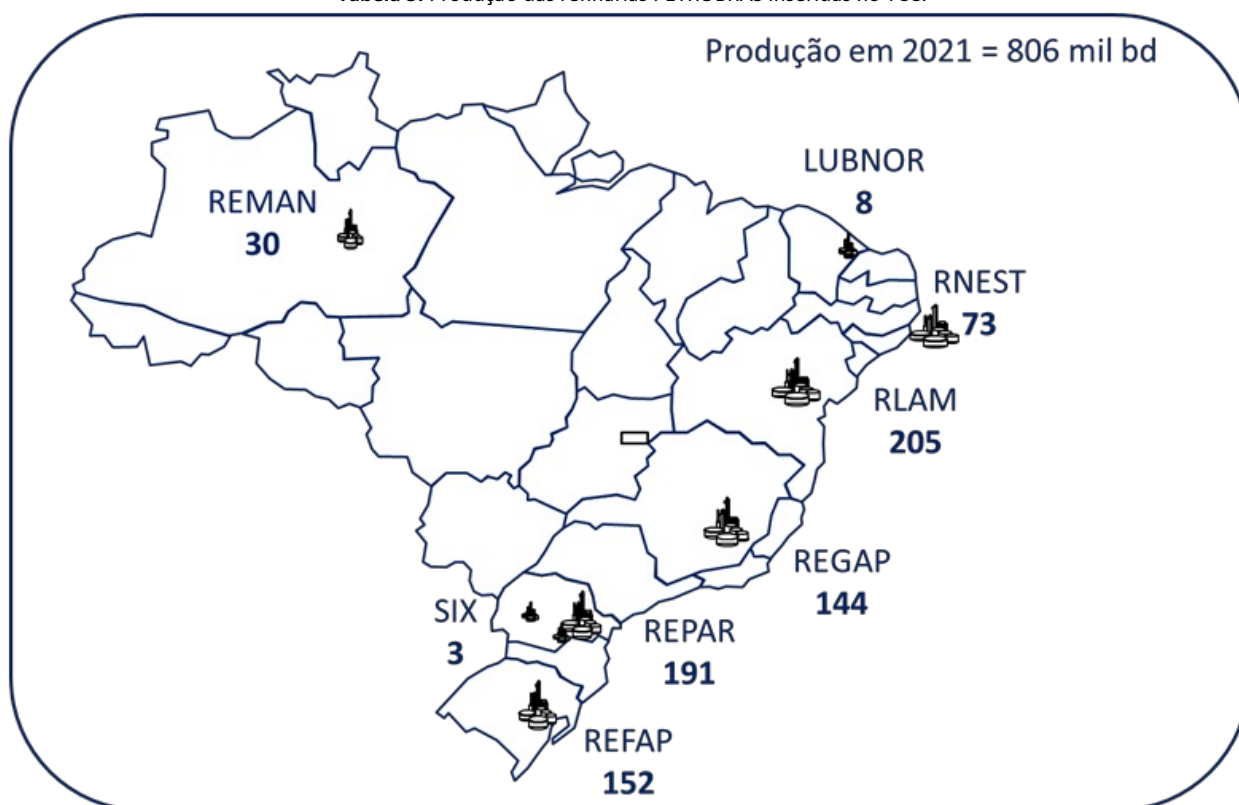 Produção em 2021 = 806 mil bd
LUBNOR
8
REMAN
30
RNEST
73
RLAM
205
REGAP
144
SIX
3
REPAR
191
REFAP
152